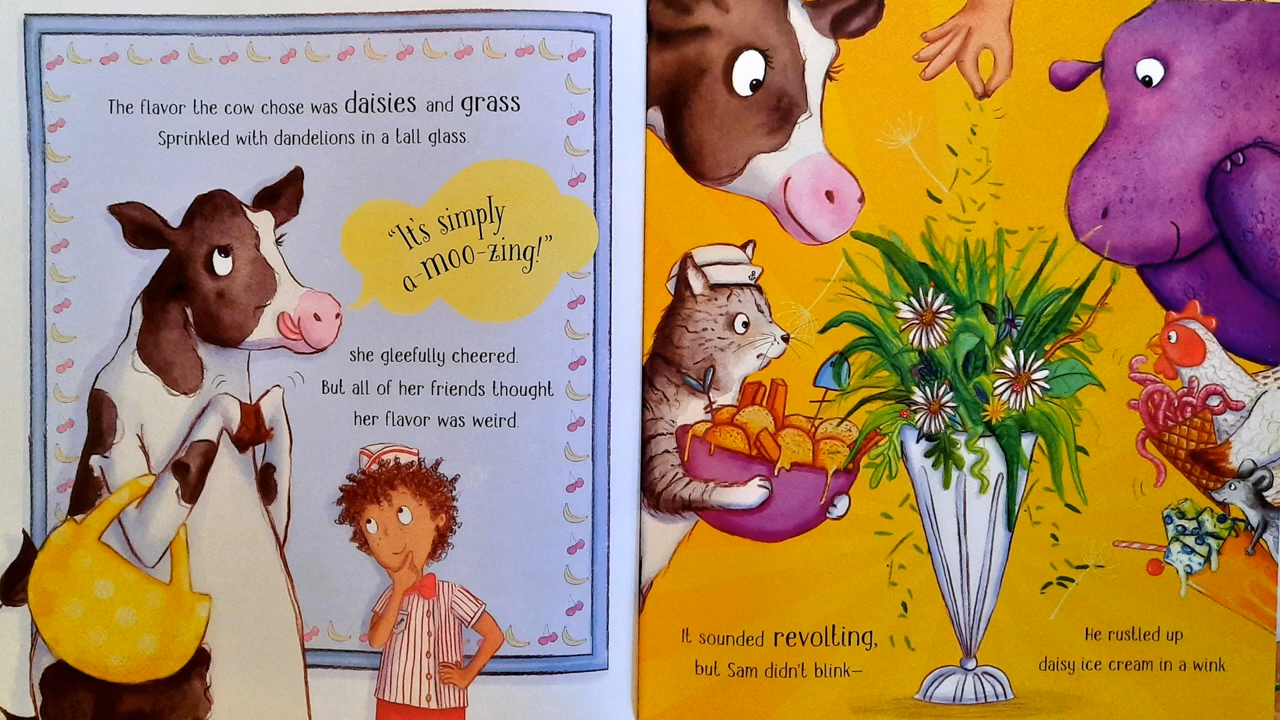 The flavor the cow chose was daisies and grass
Sprinkled with dandelions in a tall glass.
“It’s simply
a-moo-zing!”
she gleefully cheered.
But all of her friends thought
her flavor was weird.
It sounded revolting,
but Sam didn’t blink—
He rustled up
daisy ice cream in a wink.